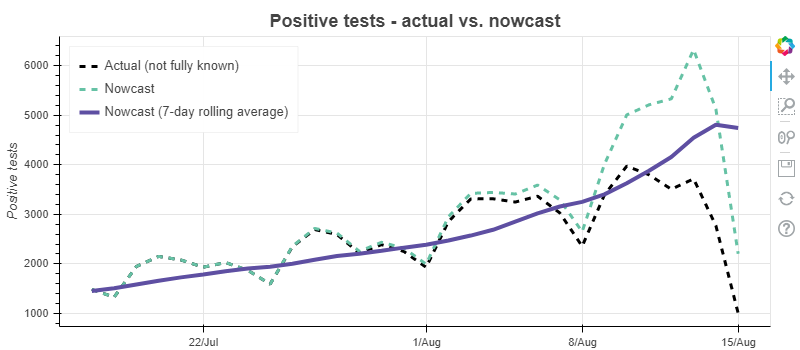 Positive tests - actual vs. nowcast
Actual (not fully known)
Nowcast
Nowcast (7-day rolling average)
Positive tests
6000
5000
4000
3000
2000
1000
22/Jul
1/Aug
8/Aug
15/Aug